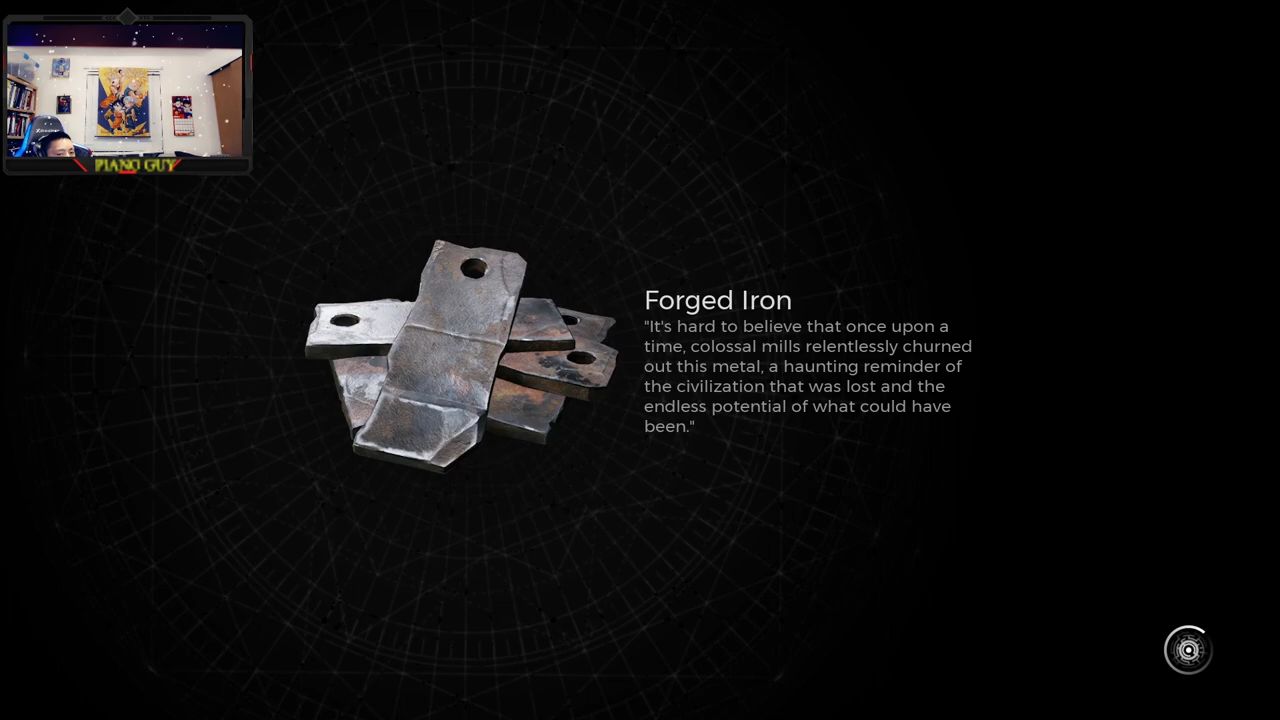 PIANO GUY
Forged Iron
"It's hard to believe that once upon a
time, colossal mills relentlessly churned
out this metal, a haunting reminder of
the civilization that was lost and the
endless potential of what could have
been."